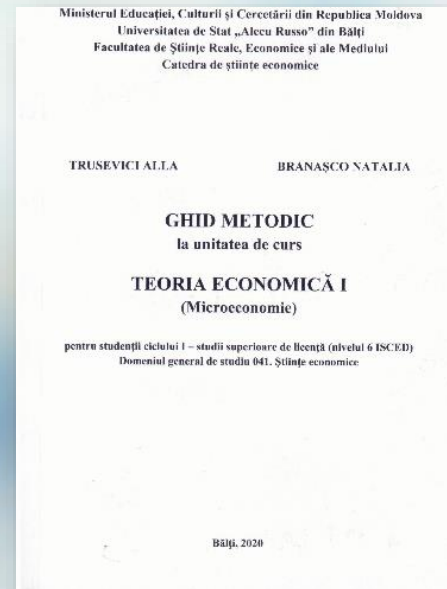 Ministerul Educației, Culturii și Cercetării din Republica Moldova
Universitatea de Stat „Alecu Russo” din Bălți
Facultatea de Științe Reale, Economice și ale Mediului
Catedra de științe economice
TRUSEVICI ALLA BRANAȘCO NATALIA
GHID METODIC
la unitatea de curs
TEORIA ECONOMICĂ I
(Microeconomie)
pentru studenții ciclului I – studii superioare de licență (nivelul 6 ISCED)
Domeniul general de studiu 041. Științe economice
Bălți, 2020